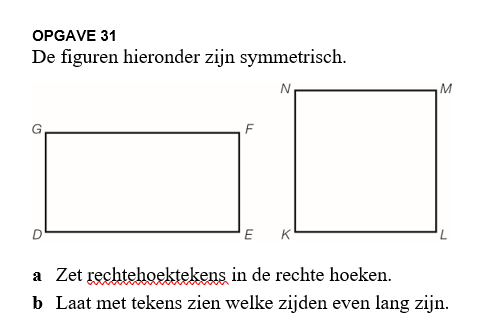 OPGAVE 31
De figuren hieronder zijn symmetrisch.
N M
G F
D E K L
a Zet rechtehoektekens in de rechte hoeken.
b Laat met tekens zien welke zijden even lang zijn.